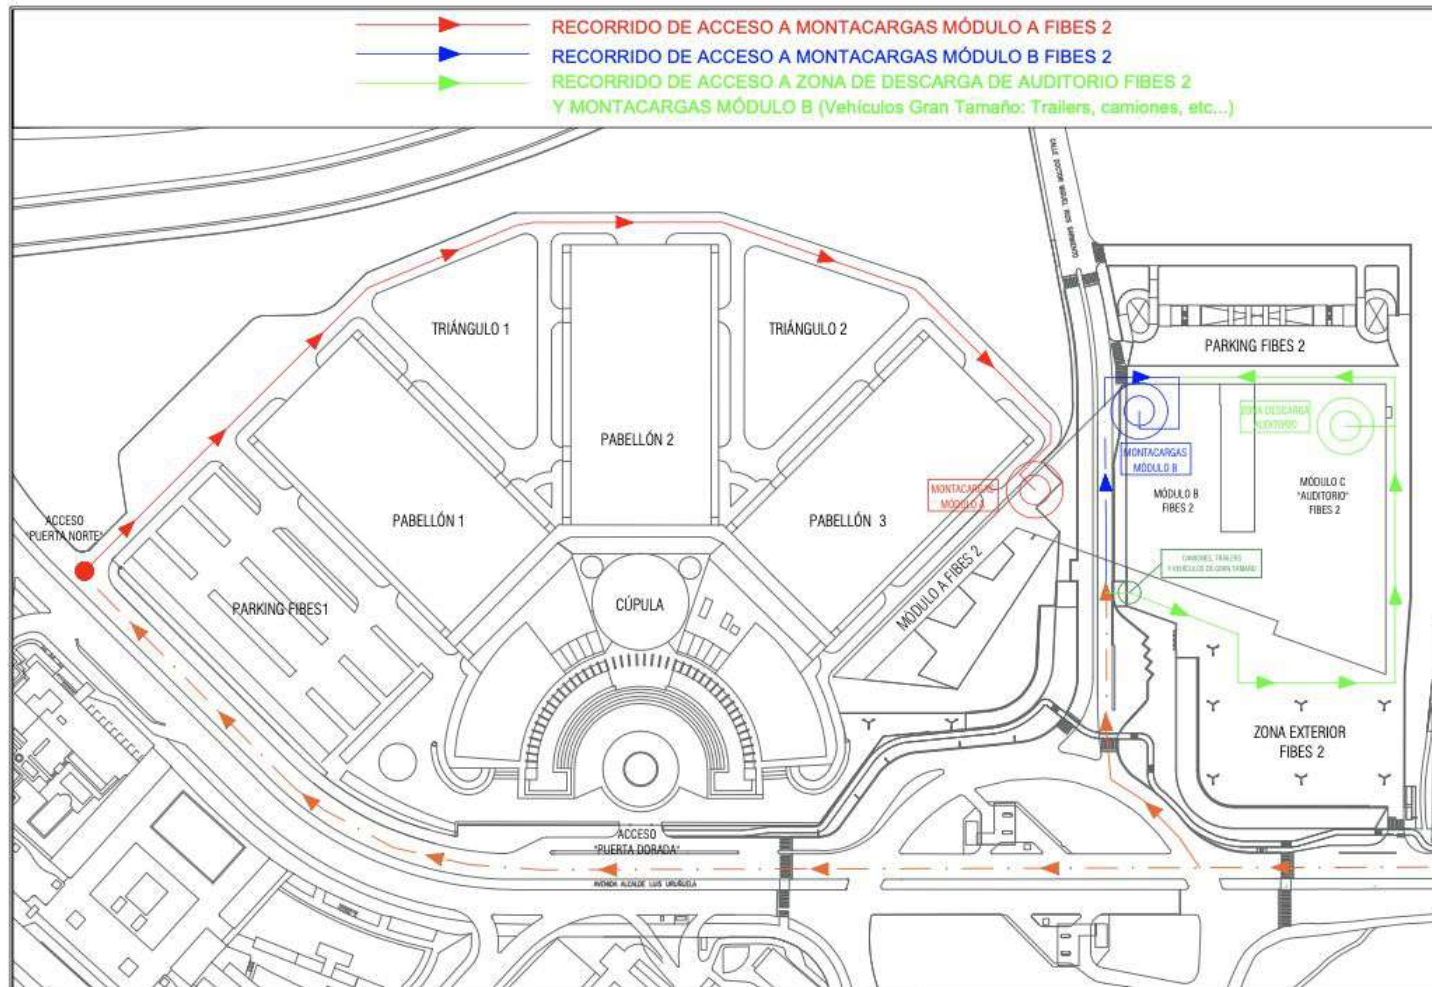 RECORRIDO DE ACCESO A MONTACARGAS MÓDULO A FIBES 2
RECORRIDO DE ACCESO A MONTACARGAS MÓDULO B FIBES 2
RECORRIDO DE ACCESO A ZONA DE DESCARGA DE AUDITORIO FIBES 2
Y MONTACARGAS MÓDULO B (Vehículos Gran Tamaño: Trailers, camiones, etc...)
TRIÁNGULO 1
TRIÁNGULO 2
PARKING FIBES 2
ZONA DESCARGA
AUDITORIO
PABELLÓN 2
MONTACARGAS
MÓDULO B
MONTACARGAS
MÓDULO A
MÓDULO B
FIBES 2
MÓDULO C
"AUDITORIO"
FIBES 2
PABELLÓN 1
PABELLÓN 3
ACCESO
"PUERTA NORTE"
CAMIONES, TRAILERS
Y VEHÍCULOS DE GRAN TAMAÑO
MÓDULO A FIBES 2
CÚPULA
PARKING FIBES1
ZONA EXTERIOR
FIBES 2
ACCESO
"PUERTA DORADA"
AVENIDA ALCALDE LUIS URUÑUELA